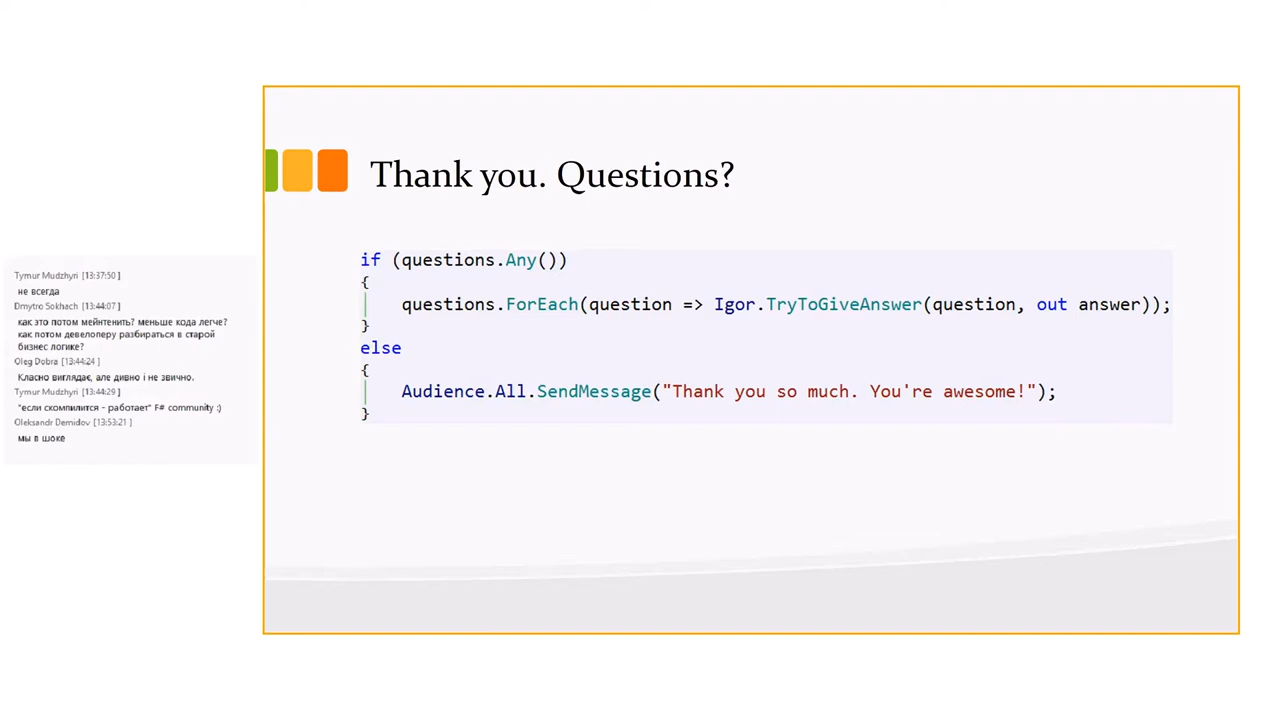 Thank you. Questions?
if (questions.Any())
{
questions.ForEach(question => Igor.TryToGiveAnswer(question, out answer));
}
else
{
Audience.All.SendMessage("Thank you so much. You're awesome!");
}
Tymur Mudzhyri [13:37:50 ]
не всегда
Dmytro Sokhach [13:44:07 ]
как это потом мейнтенить? меньше кода легче?
как потом девелоперу разбираться в старой
бизнес логике?
Oleg Dobra [13:44:24 ]
Класно виглядає, але дивно і не звично.
Tymur Mudzhyri [13:44:29 ]
"если скомпилится - работает" F# community :)
Oleksandr Demidov [13:53:21 ]
мы в шоке